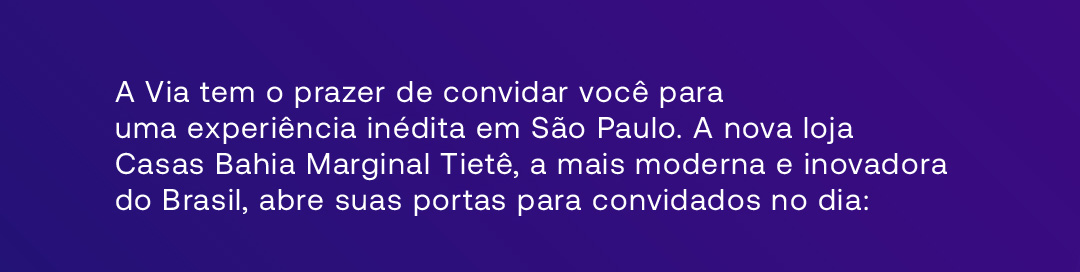 A Via tem o prazer de convidar você para
uma experiência inédita em São Paulo. A nova loja
Casas Bahia Marginal Tietê, a mais moderna e inovadora
do Brasil, abre suas portas para convidados no dia: